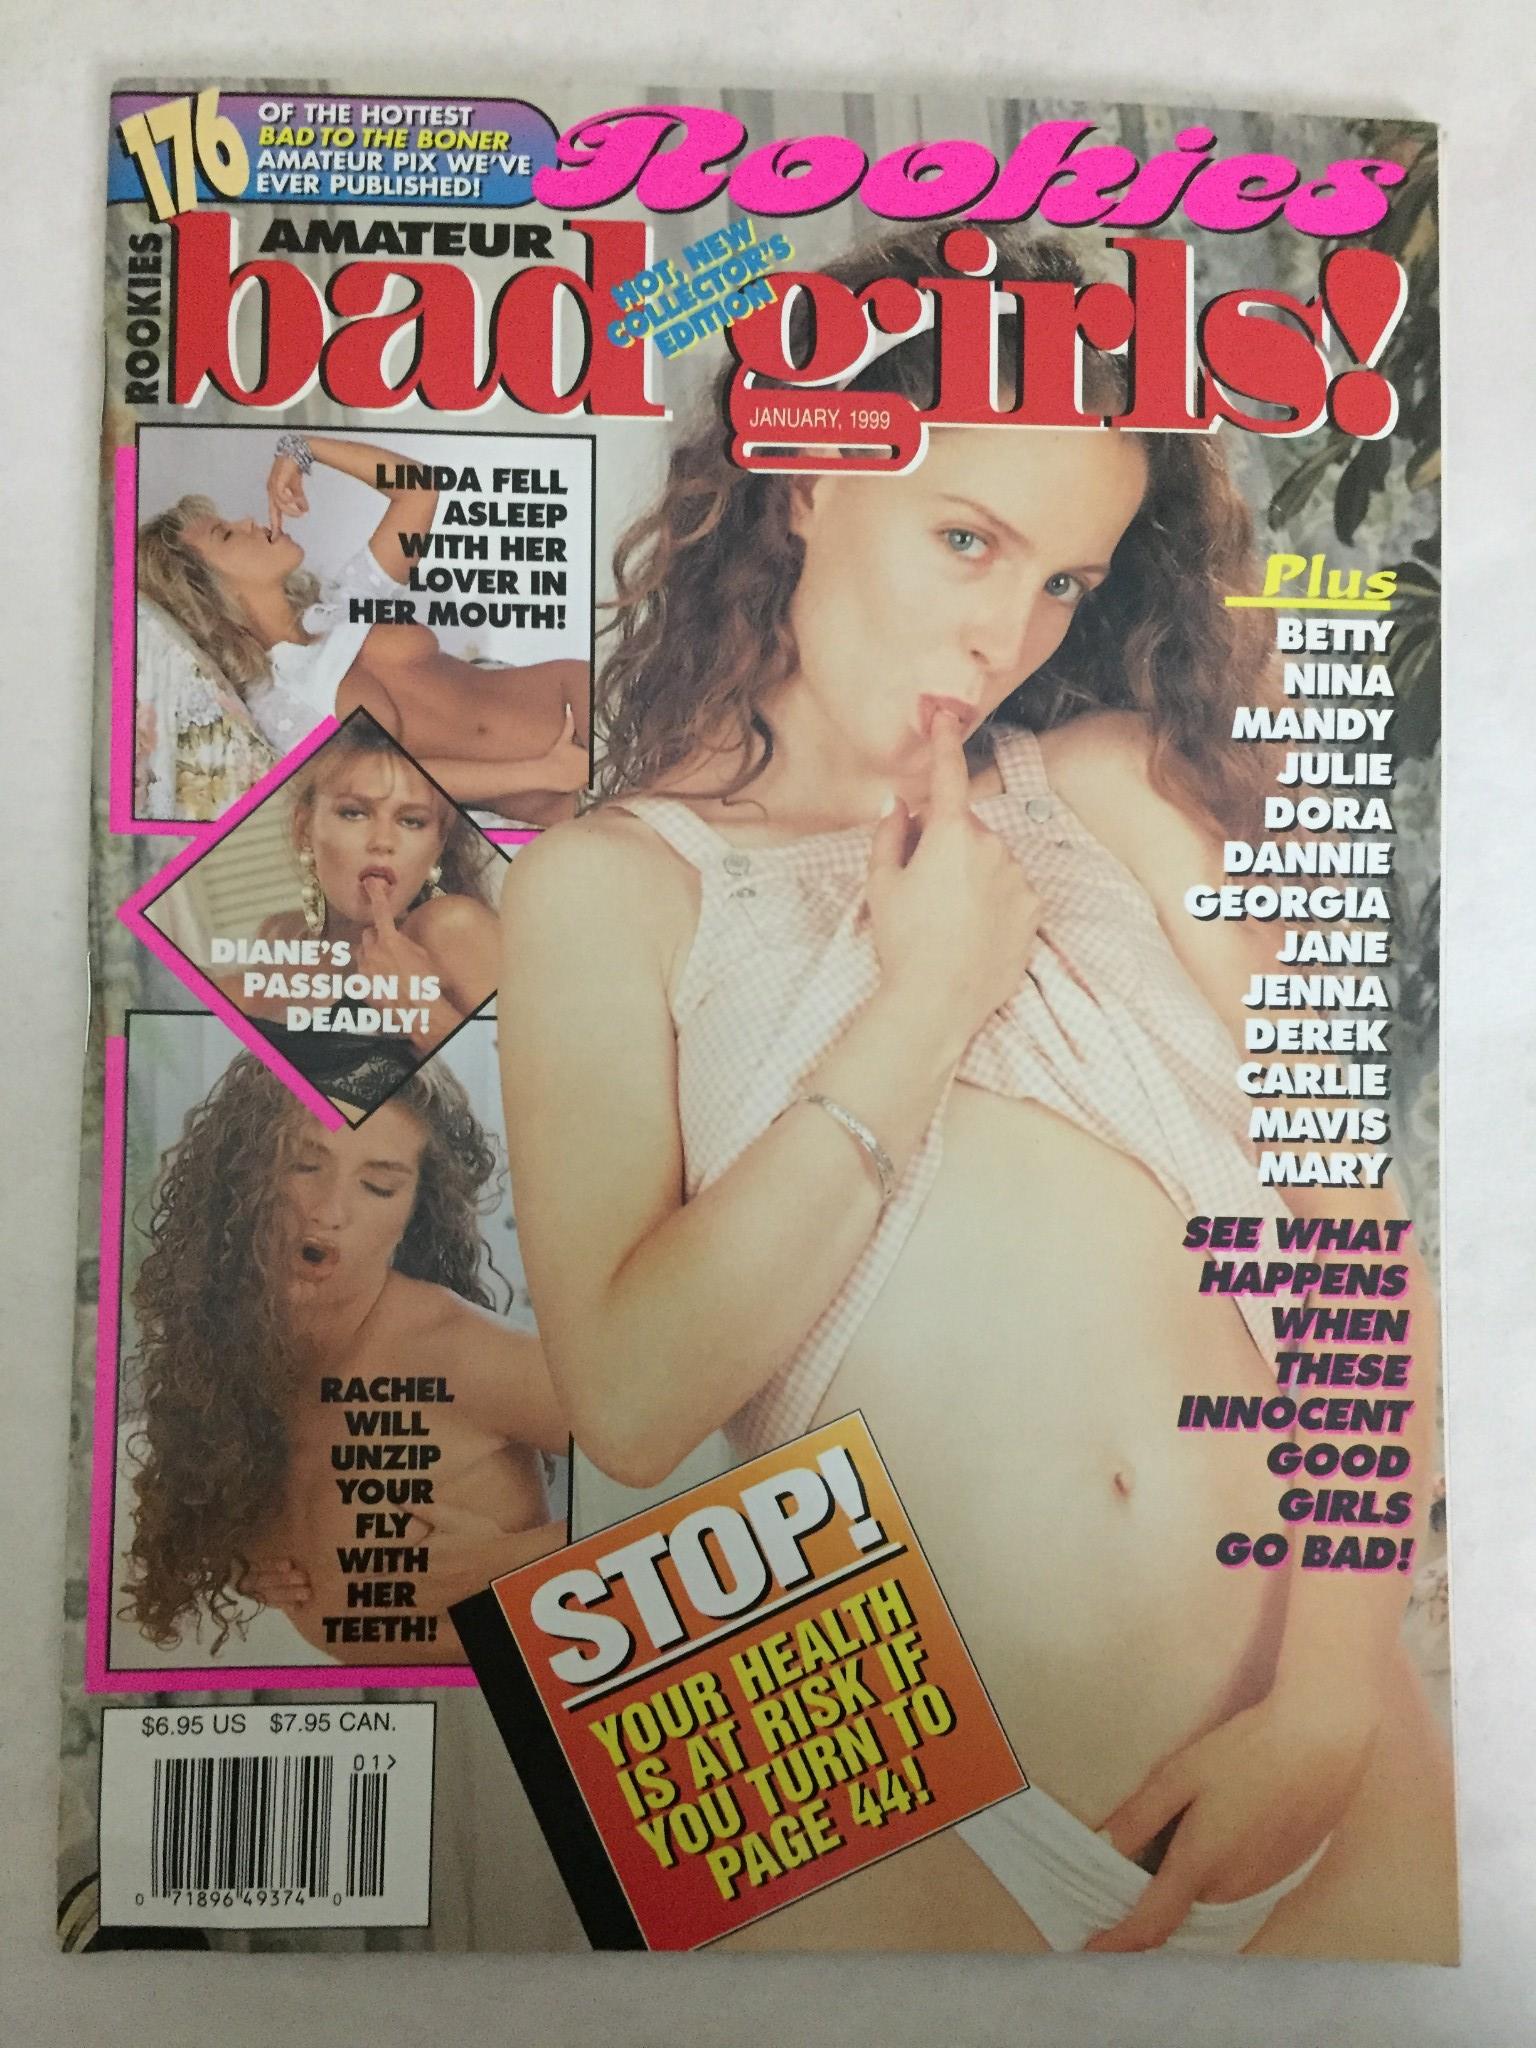 176
OF THE HOTTEST
BAD TO THE BONER
AMATEUR PIX WE'VE
EVER PUBLISHED!
Rookies
ROOKIES
AMATEUR
bad girls!
HOT, NEW
COLLECTOR'S
EDITION
JANUARY, 1999
LINDA FELL
ASLEEP
WITH HER
LOVER IN
HER MOUTH!
DIANE'S
PASSION IS
DEADLY!
RACHEL
WILL
UNZIP
YOUR
FLY
WITH
HER
TEETH!
Plus
BETTY
NINA
MANDY
JULIE
DORA
DANNIE
GEORGIA
JANE
JENNA
DEREK
CARLIE
MAVIS
MARY
SEE WHAT
HAPPENS
WHEN
THESE
INNOCENT
GOOD
GIRLS
GO BAD!
STOP!
YOUR HEALTH
IS AT RISK IF
YOU TURN TO
PAGE 44!
$6.95 US $7.95 CAN.
01>
0 71896 49374 0